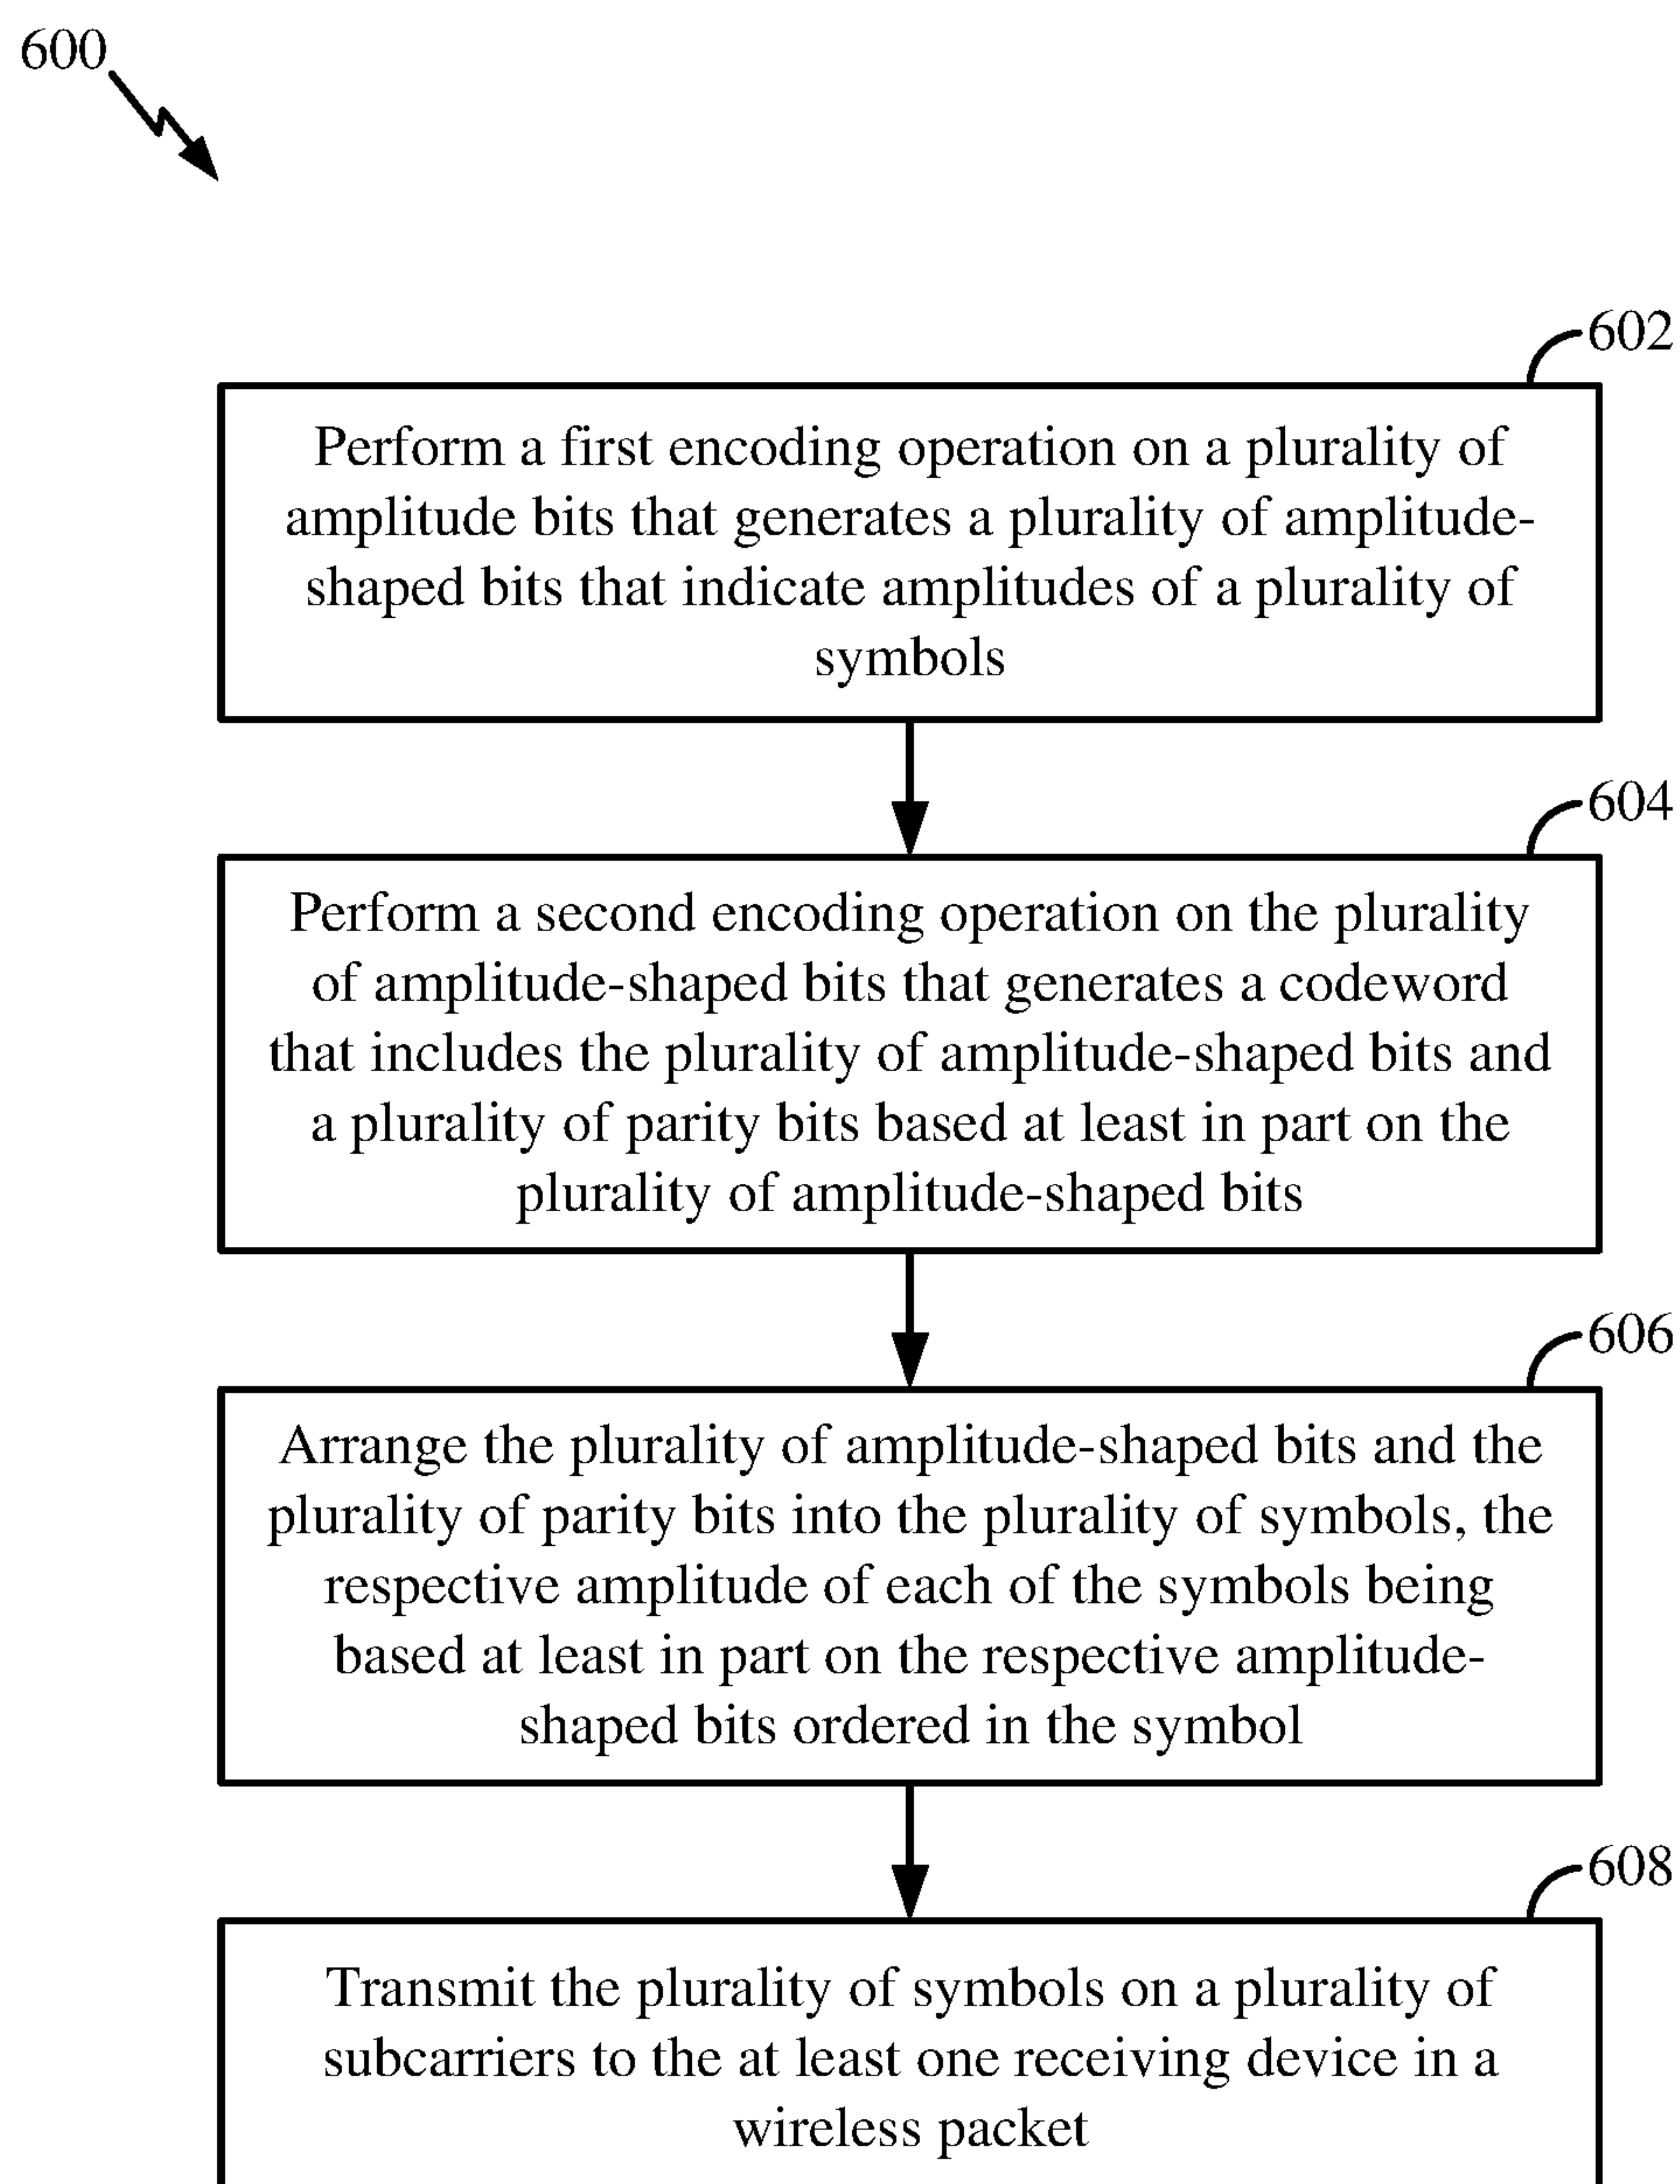 600
602
Perform a first encoding operation on a plurality of
amplitude bits that generates a plurality of amplitude-
shaped bits that indicate amplitudes of a plurality of
symbols
604
Perform a second encoding operation on the plurality
of amplitude-shaped bits that generates a codeword
that includes the plurality of amplitude-shaped bits and
a plurality of parity bits based at least in part on the
plurality of amplitude-shaped bits
606
Arrange the plurality of amplitude-shaped bits and the
plurality of parity bits into the plurality of symbols, the
respective amplitude of each of the symbols being
based at least in part on the respective amplitude-
shaped bits ordered in the symbol
608
Transmit the plurality of symbols on a plurality of
subcarriers to the at least one receiving device in a
wireless packet